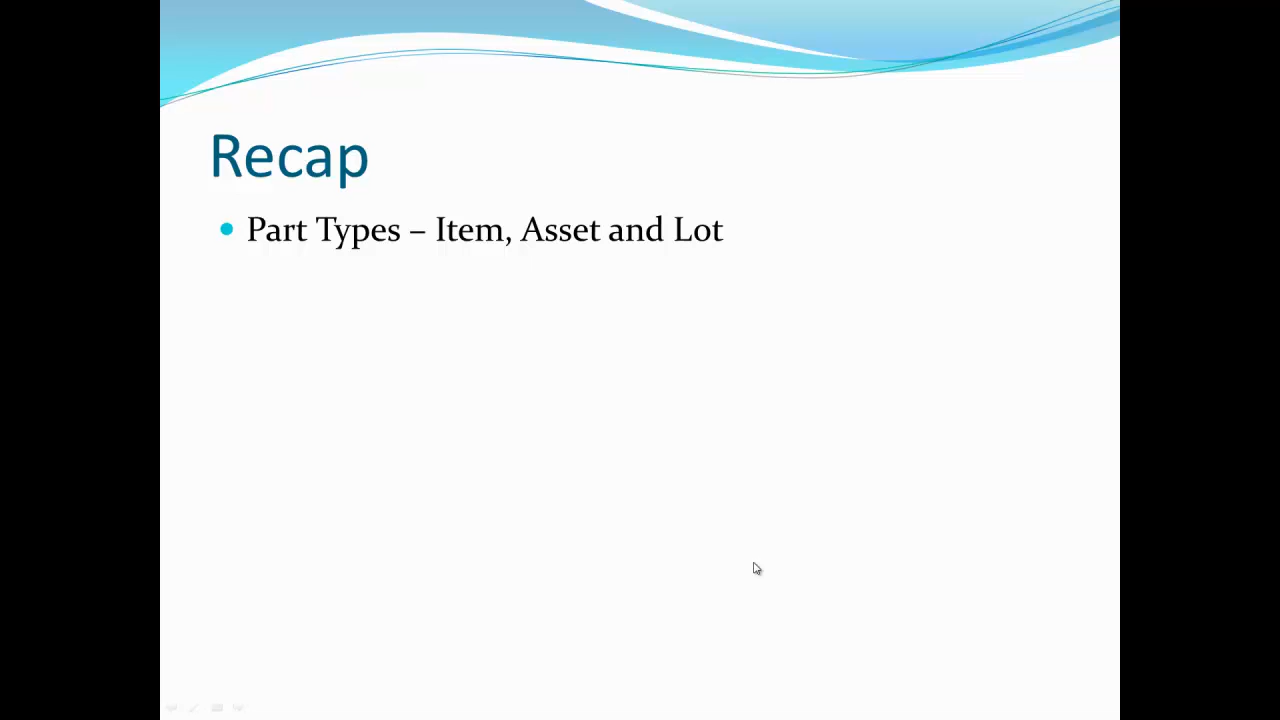 Recap
Part Types – Item, Asset and Lot